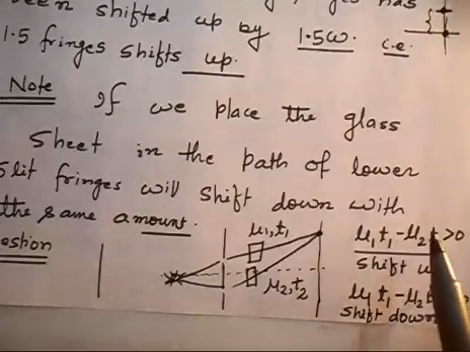 shifted up by 1.5ω. i.e.
1.5 fringes shifts up.
Note If we place the glass
Sheet in the path of lower
Slit fringes will shift down with
the same amount.
μ₁,t₁
μ₂,t₂
μ₁t₁-μ₂t >0
shift u
μ₁t₁-μ₂
shift down